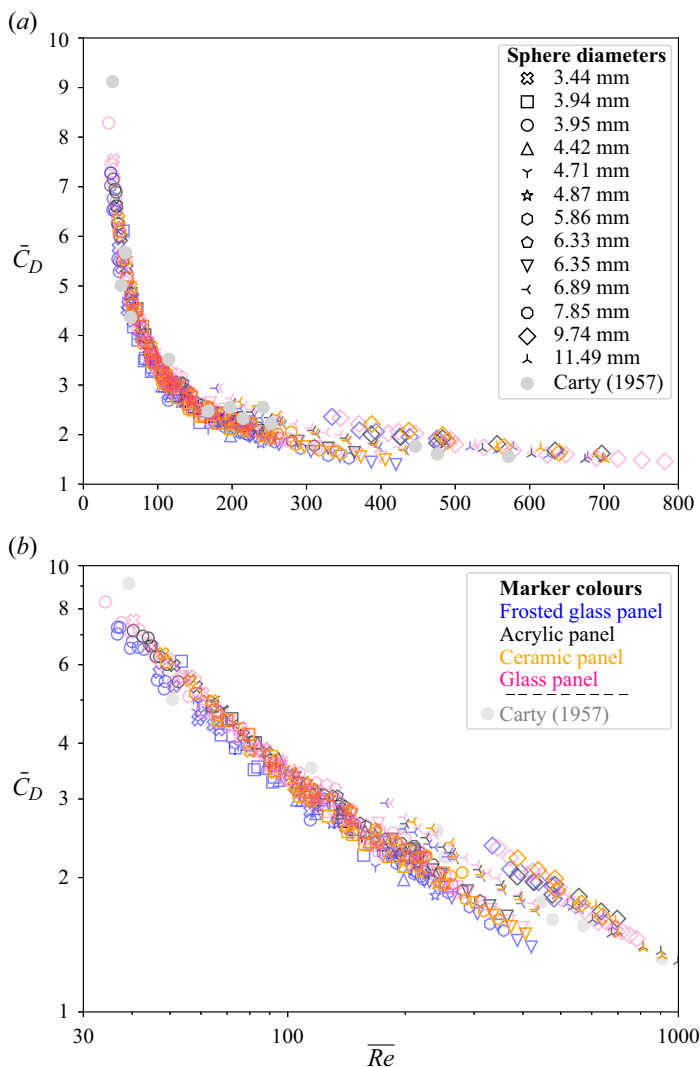 (a)
10
9
8
7
6
5
4
3
2
1
C̄_D
0
100
200
300
400
500
600
700
800
Sphere diameters
3.44 mm
3.94 mm
3.95 mm
4.42 mm
4.71 mm
4.87 mm
5.86 mm
6.33 mm
6.35 mm
6.89 mm
7.85 mm
9.74 mm
11.49 mm
Carty (1957)
(b)
10
8
6
4
3
2
1
C̄_D
30
100
1000
Re
Marker colours
Frosted glass panel
Acrylic panel
Ceramic panel
Glass panel
Carty (1957)